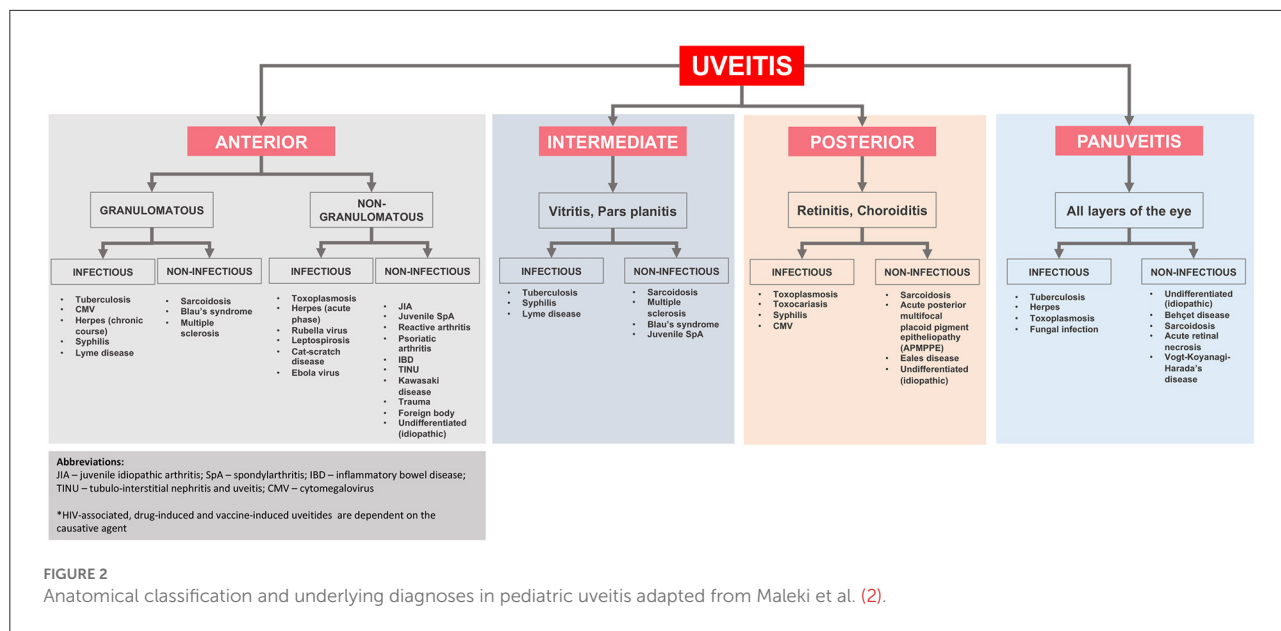 UVEITIS
ANTERIOR
GRANULOMATOUS
INFECTIOUS
• Tuberculosis
• CMV
• Herpes (chronic
course)
• Syphilis
• Lyme disease
NON-INFECTIOUS
• Sarcoidosis
• Blau's syndrome
• Multiple
sclerosis
NON-
GRANULOMATOUS
INFECTIOUS
• Toxoplasmosis
• Herpes (acute
phase)
• Rubella virus
• Leptospirosis
• Cat-scratch
disease
• Ebola virus
NON-INFECTIOUS
• JIA
• Juvenile SpA
• Reactive arthritis
• Psoriatic
arthritis
• IBD
• TINU
• Kawasaki
disease
• Trauma
• Foreign body
• Undifferentiated
(idiopathic)
INTERMEDIATE
Vitritis, Pars planitis
INFECTIOUS
• Tuberculosis
• Syphilis
• Lyme disease
NON-INFECTIOUS
• Sarcoidosis
• Multiple
sclerosis
• Blau's syndrome
• Juvenile SpA
POSTERIOR
Retinitis, Choroiditis
INFECTIOUS
• Toxoplasmosis
• Toxocariasis
• Syphilis
• CMV
NON-INFECTIOUS
• Sarcoidosis
• Acute posterior
multifocal
placoid pigment
epitheliopathy
(APMPPE)
• Eales disease
• Undifferentiated
(idiopathic)
PANUVEITIS
All layers of the eye
INFECTIOUS
• Tuberculosis
• Herpes
• Toxoplasmosis
• Fungal infection
NON-INFECTIOUS
• Undifferentiated
(idiopathic)
• Behçet disease
• Sarcoidosis
• Acute retinal
necrosis
• Vogt-Koyanagi-
Harada's
disease
Abbreviations:
JIA – juvenile idiopathic arthritis; SpA – spondylarthritis; IBD – inflammatory bowel disease;
TINU – tubulo-interstitial nephritis and uveitis; CMV – cytomegalovirus
*HIV-associated, drug-induced and vaccine-induced uveitides are dependent on the
causative agent
FIGURE 2
Anatomical classification and underlying diagnoses in pediatric uveitis adapted from Maleki et al. (2).